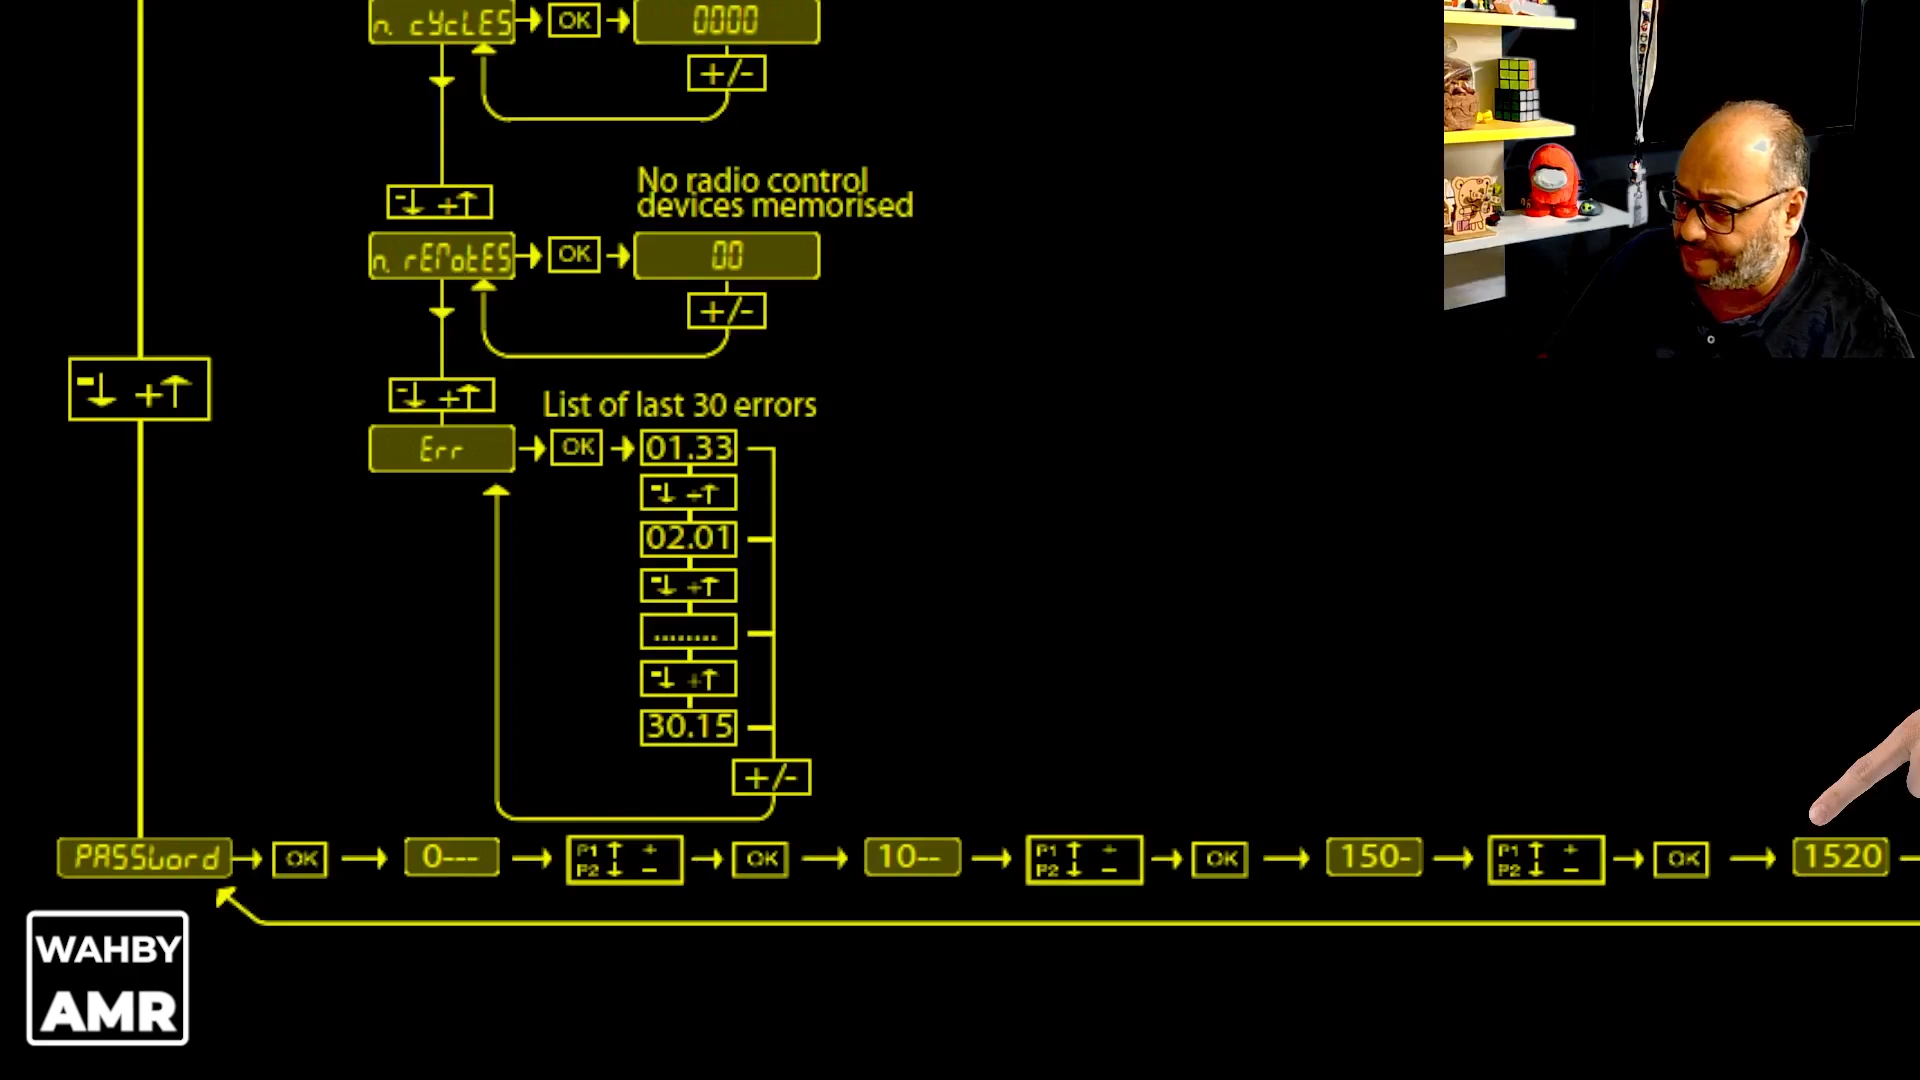 n. cYcLES OK 0000
+/-
No radio control
devices memorised
- +
n. rEMotES OK 00
+/-
- +
- +
List of last 30 errors
Err OK 01.33
- +
02.01
- +
........
- +
30.15
+/-
PASSword OK 0--- P1 + P2 - OK 10-- P1 + P2 - OK 150- P1 + P2 - OK 1520
WAHBY
AMR